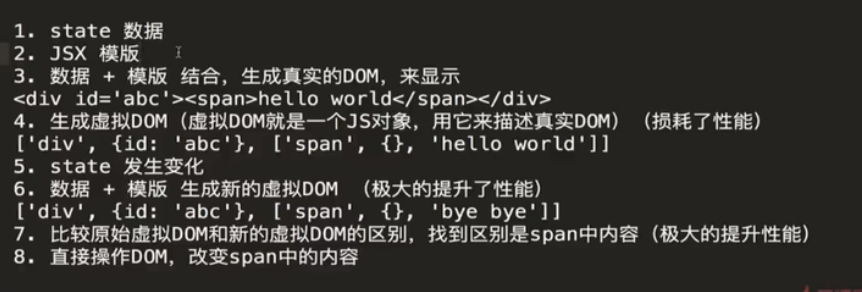 1. state 数据
2. JSX 模版
3. 数据 + 模版 结合，生成真实的DOM，来显示
<div id='abc'><span>hello world</span></div>
4. 生成虚拟DOM（虚拟DOM就是一个JS对象，用它来描述真实DOM）（损耗了性能）
['div', {id: 'abc'}, ['span', {}, 'hello world']]
5. state 发生变化
6. 数据 + 模版 生成新的虚拟DOM （极大的提升了性能）
['div', {id: 'abc'}, ['span', {}, 'bye bye']]
7. 比较原始虚拟DOM和新的虚拟DOM的区别，找到区别是span中内容（极大的提升性能）
8. 直接操作DOM，改变span中的内容